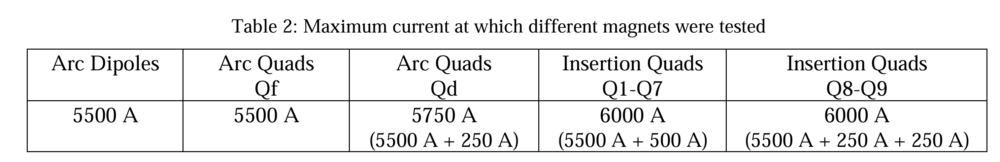 Table 2: Maximum current at which different magnets were tested
Arc Dipoles
Arc Quads
Qf
Arc Quads
Qd
Insertion Quads
Q1-Q7
Insertion Quads
Q8-Q9
5500 A
5500 A
5750 A
(5500 A + 250 A)
6000 A
(5500 A + 500 A)
6000 A
(5500 A + 250 A + 250 A)